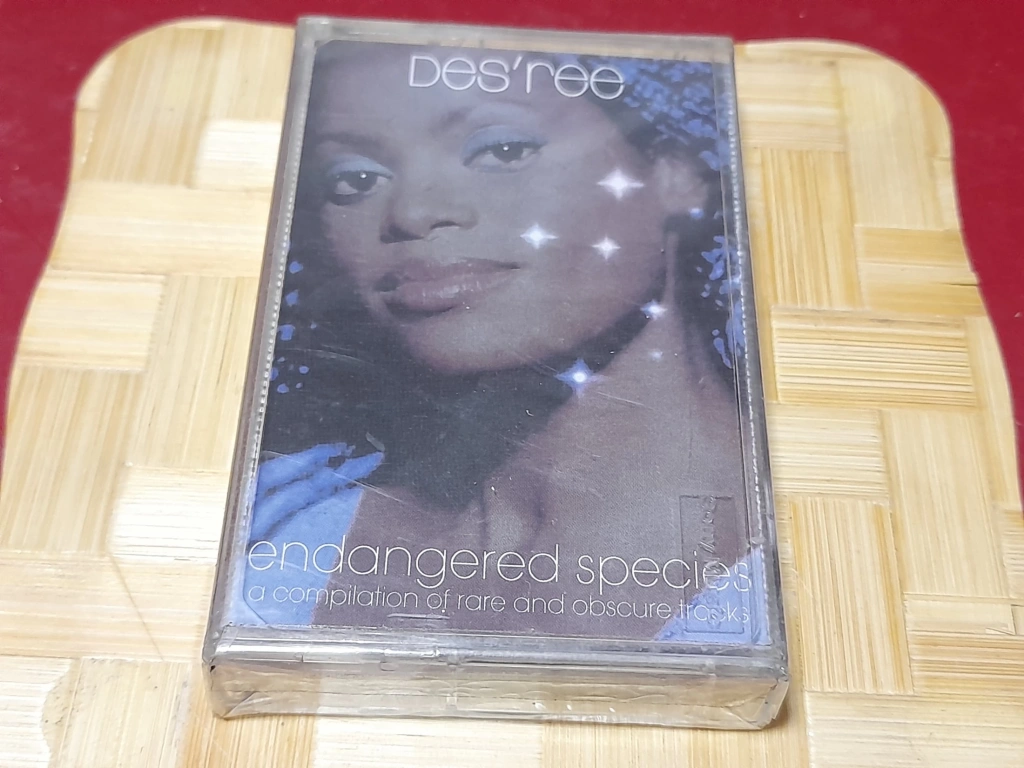 Des'ree
endangered species
a compilation of rare and obscure tracks